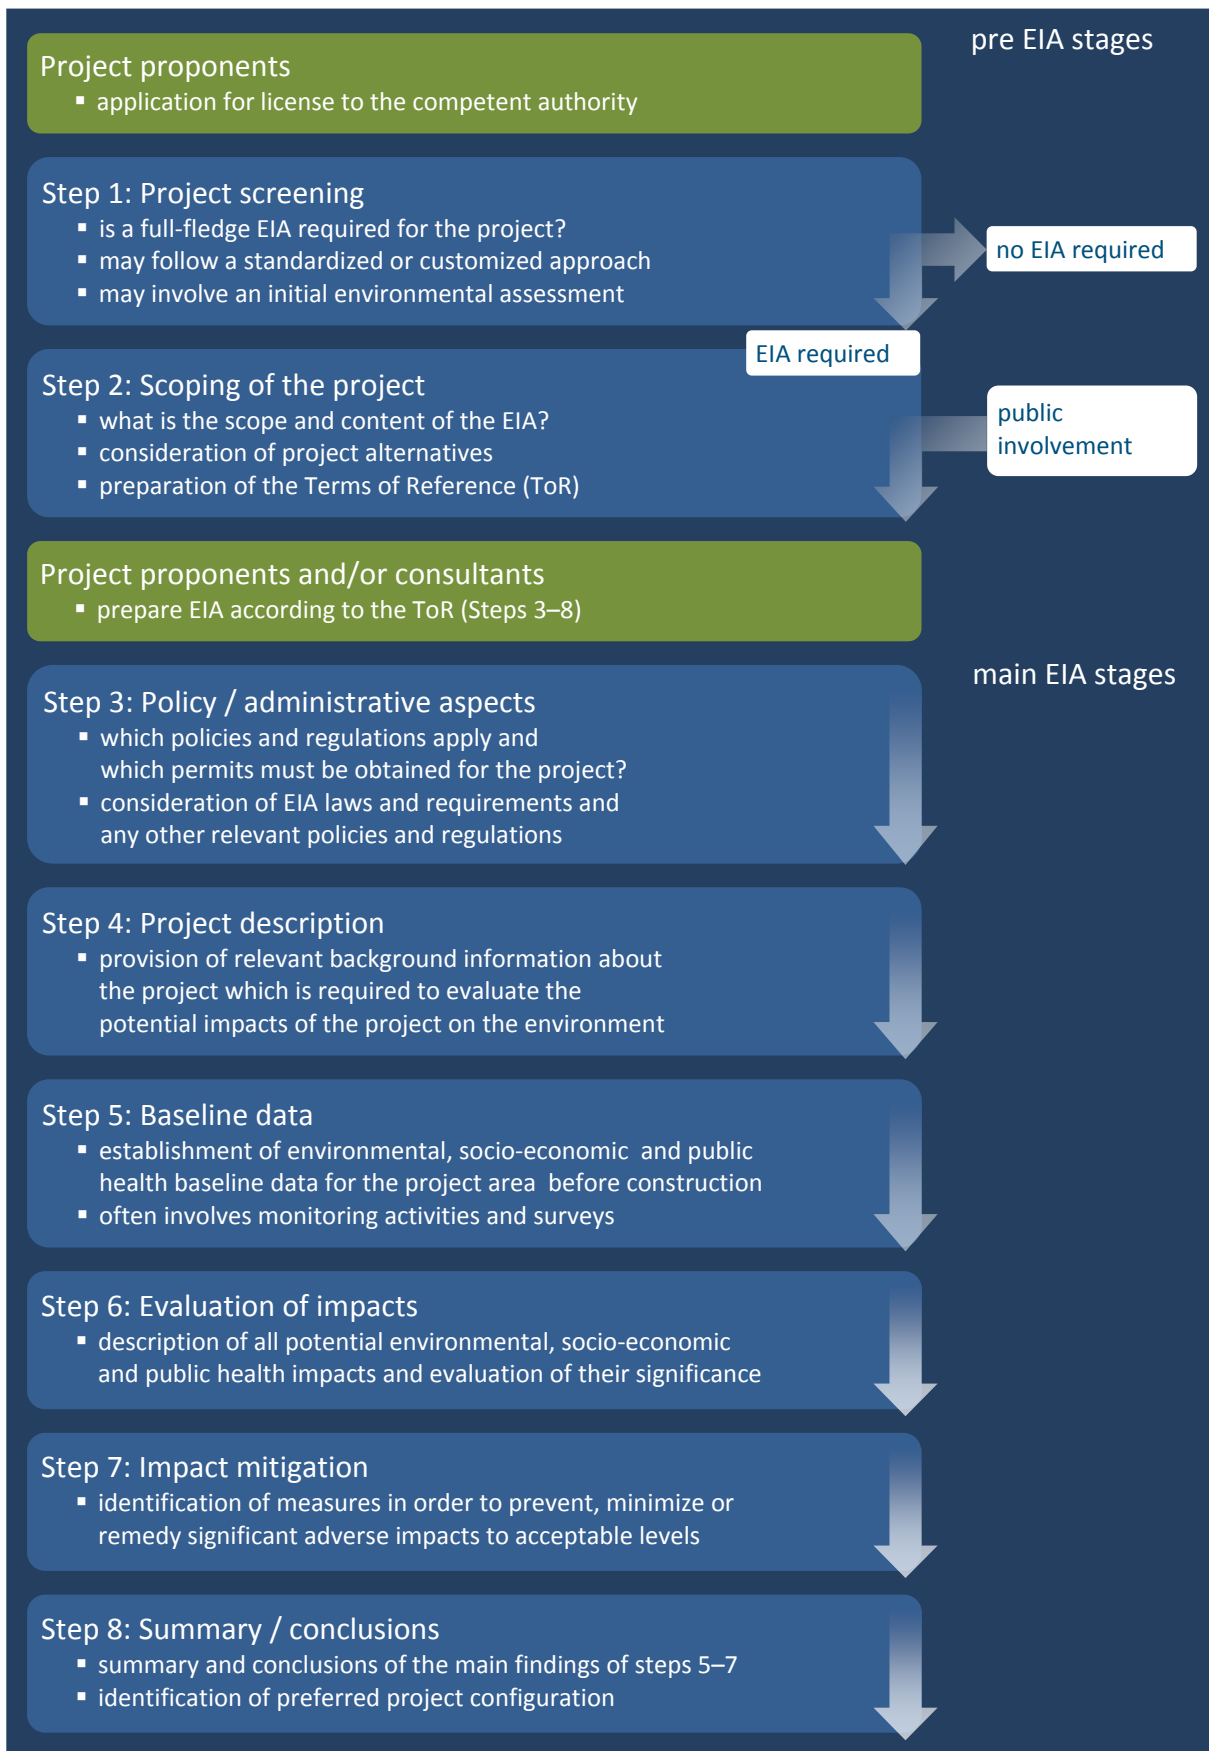 pre EIA stages
Project proponents
▪ application for license to the competent authority
Step 1: Project screening
▪ is a full-fledge EIA required for the project?
▪ may follow a standardized or customized approach
▪ may involve an initial environmental assessment
no EIA required
EIA required
Step 2: Scoping of the project
▪ what is the scope and content of the EIA?
▪ consideration of project alternatives
▪ preparation of the Terms of Reference (ToR)
public
involvement
Project proponents and/or consultants
▪ prepare EIA according to the ToR (Steps 3–8)
main EIA stages
Step 3: Policy / administrative aspects
▪ which policies and regulations apply and
which permits must be obtained for the project?
▪ consideration of EIA laws and requirements and
any other relevant policies and regulations
Step 4: Project description
▪ provision of relevant background information about
the project which is required to evaluate the
potential impacts of the project on the environment
Step 5: Baseline data
▪ establishment of environmental, socio-economic and public
health baseline data for the project area before construction
▪ often involves monitoring activities and surveys
Step 6: Evaluation of impacts
▪ description of all potential environmental, socio-economic
and public health impacts and evaluation of their significance
Step 7: Impact mitigation
▪ identification of measures in order to prevent, minimize or
remedy significant adverse impacts to acceptable levels
Step 8: Summary / conclusions
▪ summary and conclusions of the main findings of steps 5–7
▪ identification of preferred project configuration